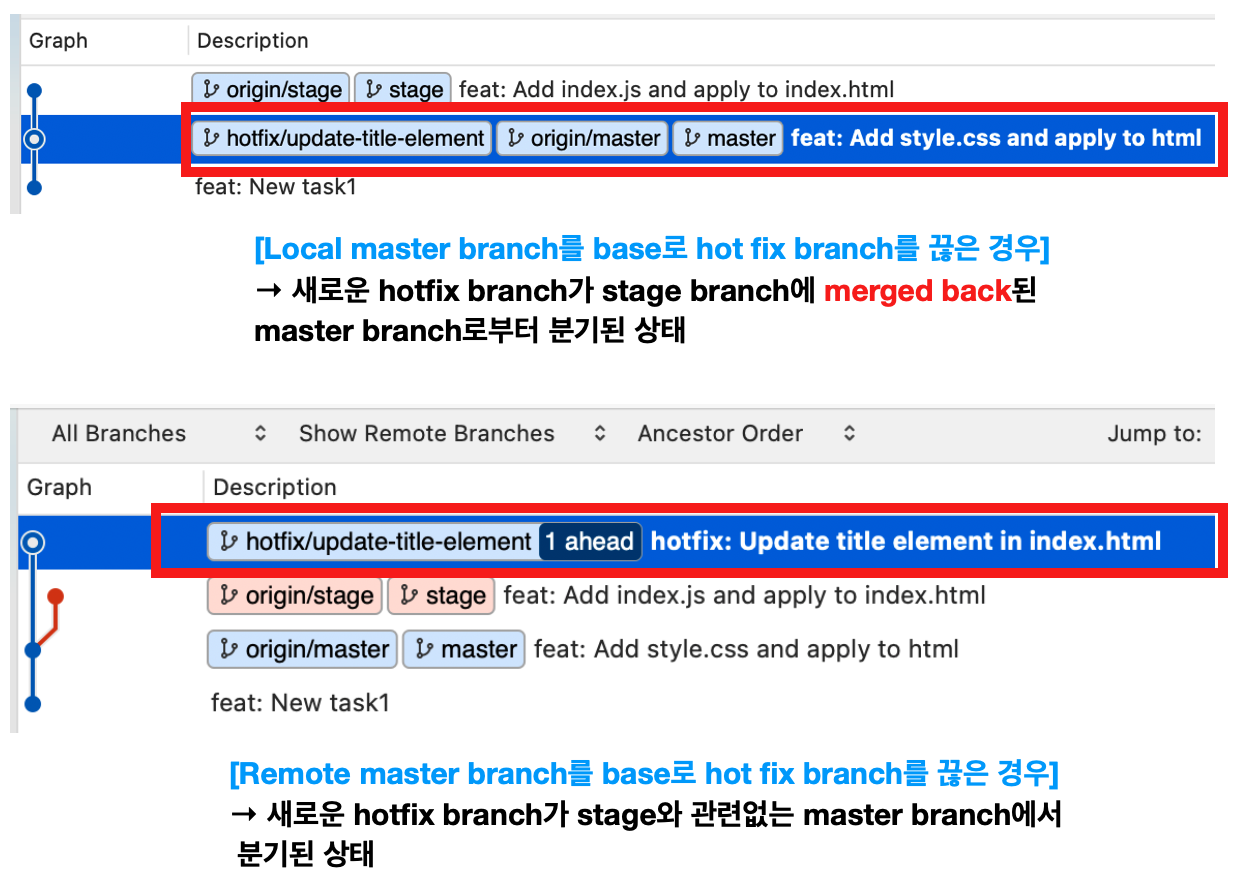 Graph Description
origin/stage stage feat: Add index.js and apply to index.html
hotfix/update-title-element origin/master master feat: Add style.css and apply to html
feat: New task1
[Local master branch를 base로 hot fix branch를 끊은 경우]
→ 새로운 hotfix branch가 stage branch에 merged back된
master branch로부터 분기된 상태
All Branches Show Remote Branches Ancestor Order Jump to:
Graph Description
hotfix/update-title-element 1 ahead hotfix: Update title element in index.html
origin/stage stage feat: Add index.js and apply to index.html
origin/master master feat: Add style.css and apply to html
feat: New task1
[Remote master branch를 base로 hot fix branch를 끊은 경우]
→ 새로운 hotfix branch가 stage와 관련없는 master branch에서
분기된 상태